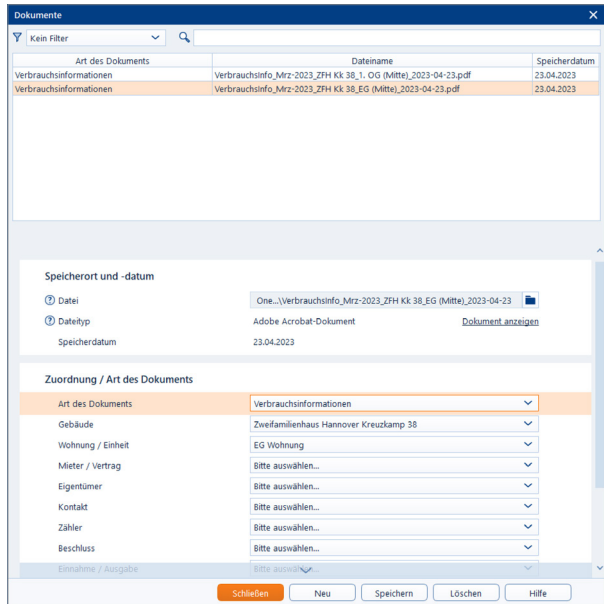 Dokumente
Kein Filter
Art des Dokuments Dateiname Speicherdatum
Verbrauchsinformationen VerbrauchsInfo_Mrz-2023_ZFH Kk 38_1. OG (Mitte)_2023-04-23.pdf 23.04.2023
Verbrauchsinformationen VerbrauchsInfo_Mrz-2023_ZFH Kk 38_EG (Mitte)_2023-04-23.pdf 23.04.2023
Speicherort und -datum
? Datei One...\VerbrauchsInfo_Mrz-2023_ZFH Kk 38_EG (Mitte)_2023-04-23
? Dateityp Adobe Acrobat-Dokument Dokument anzeigen
Speicherdatum 23.04.2023
Zuordnung / Art des Dokuments
Art des Dokuments Verbrauchsinformationen
Gebäude Zweifamilienhaus Hannover Kreuzkamp 38
Wohnung / Einheit EG Wohnung
Mieter / Vertrag Bitte auswählen...
Eigentümer Bitte auswählen...
Kontakt Bitte auswählen...
Zähler Bitte auswählen...
Beschluss Bitte auswählen...
Einnahme / Ausgabe Bitte auswählen...
Schließen Neu Speichern Löschen Hilfe